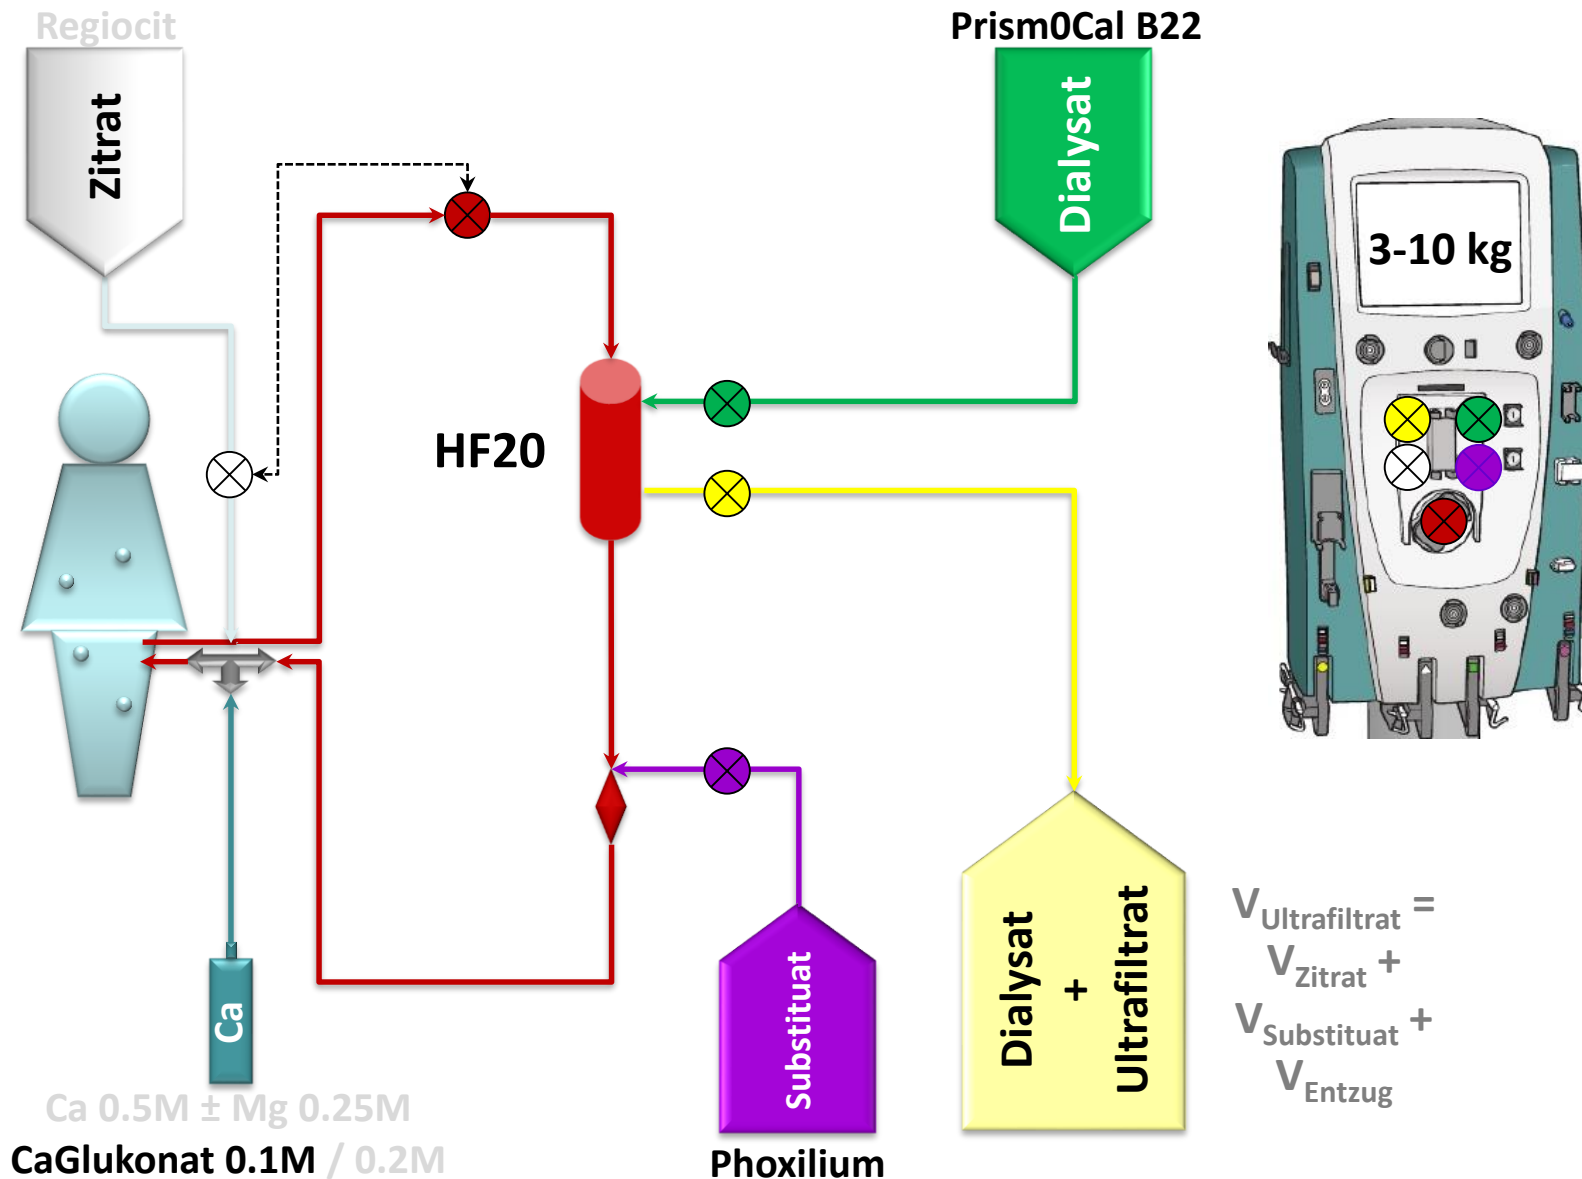 Regiocit
Zitrat
Prism0Cal B22
Dialysat
3-10 kg
HF20
Ca
Ca 0.5M ± Mg 0.25M
CaGlukonat 0.1M / 0.2M
Substituat
Phoxilium
Dialysat
+
Ultrafiltrat
V Ultrafiltrat =
V Zitrat +
V Substituat +
V Entzug